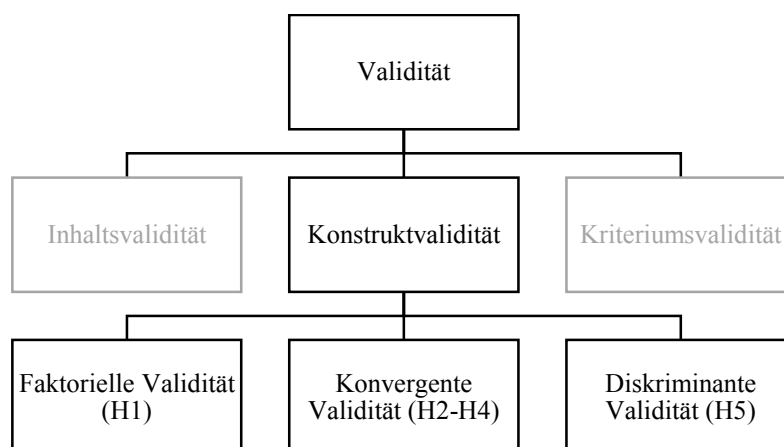 Validität
Inhaltsvalidität
Konstruktvalidität
Kriteriumsvalidität
Faktorielle Validität
(H1)
Konvergente
Validität (H2-H4)
Diskriminante
Validität (H5)